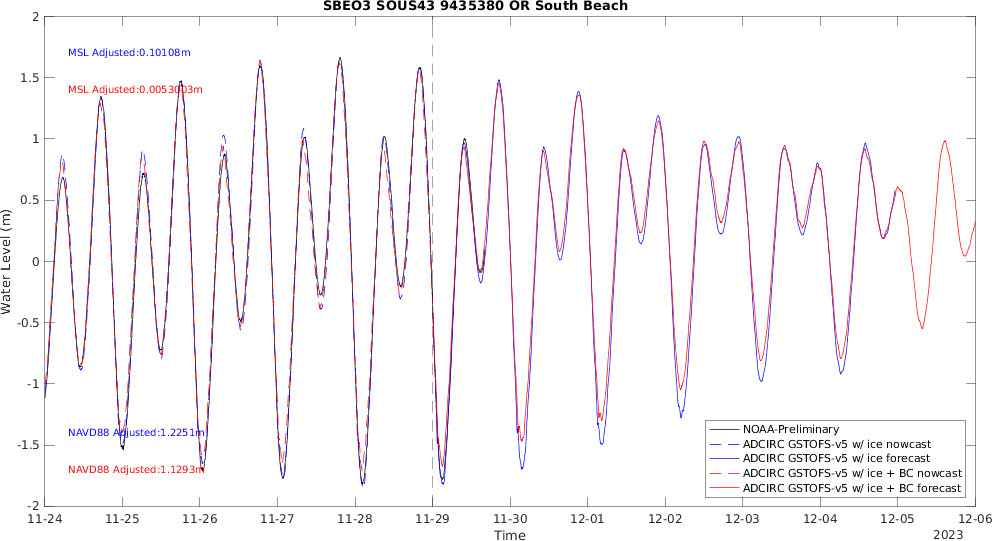 SBEO3 SOUS43 9435380 OR South Beach
2
1.5
1
0.5
0
-0.5
-1
-1.5
-2
Water Level (m)
MSL Adjusted:0.10108m
MSL Adjusted:0.0053003m
NAVD88 Adjusted:1.2251m
NAVD88 Adjusted:1.1293m
NOAA-Preliminary
ADCIRC GSTOFS-v5 w/ ice nowcast
ADCIRC GSTOFS-v5 w/ ice forecast
ADCIRC GSTOFS-v5 w/ ice + BC nowcast
ADCIRC GSTOFS-v5 w/ ice + BC forecast
11-24 11-25 11-26 11-27 11-28 11-29 11-30 12-01 12-02 12-03 12-04 12-05 12-06
Time
2023